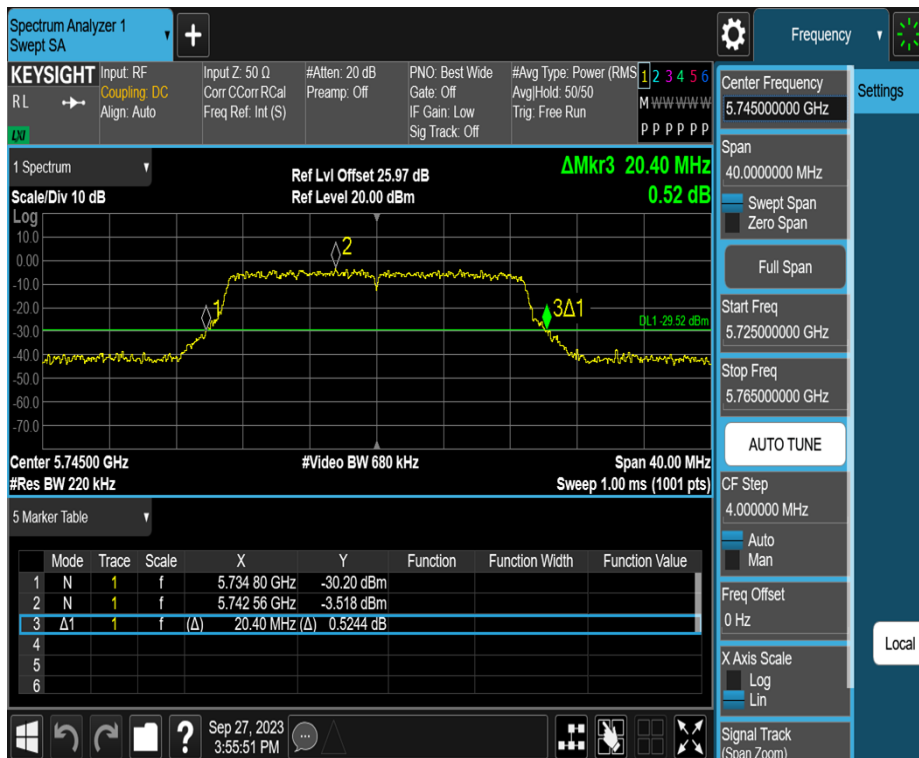 Spectrum Analyzer 1
Swept SA
Frequency
KEYSIGHT
RL
LXI
Input: RF
Coupling: DC
Align: Auto
Input Z: 50 Ω
Corr CCorr RCal
Freq Ref: Int (S)
#Atten: 20 dB
Preamp: Off
PNO: Best Wide
Gate: Off
IF Gain: Low
Sig Track: Off
#Avg Type: Power (RMS
Avg|Hold: 50/50
Trig: Free Run
1 2 3 4 5 6
M W W W W W
P P P P P P
Center Frequency
5.745000000 GHz
Settings
Span
40.0000000 MHz
Swept Span
Zero Span
Full Span
Start Freq
5.725000000 GHz
Stop Freq
5.765000000 GHz
AUTO TUNE
CF Step
4.000000 MHz
Auto
Man
Freq Offset
0 Hz
X Axis Scale
Log
Lin
Local
Signal Track
(Span Zoom)
1 Spectrum
Scale/Div 10 dB
Ref Lvl Offset 25.97 dB
Ref Level 20.00 dBm
ΔMkr3 20.40 MHz
0.52 dB
Log
10.0
0.00
-10.0
-20.0
-30.0
-40.0
-50.0
-60.0
-70.0
2
1
3Δ1
DL1 -29.52 dBm
Center 5.74500 GHz
#Video BW 680 kHz
Span 40.00 MHz
#Res BW 220 kHz
Sweep 1.00 ms (1001 pts)
5 Marker Table
Mode Trace Scale X Y Function Function Width Function Value
1 N 1 f 5.734 80 GHz -30.20 dBm
2 N 1 f 5.742 56 GHz -3.518 dBm
3 Δ1 1 f (Δ) 20.40 MHz (Δ) 0.5244 dB
4
5
6
?
Sep 27, 2023
3:55:51 PM